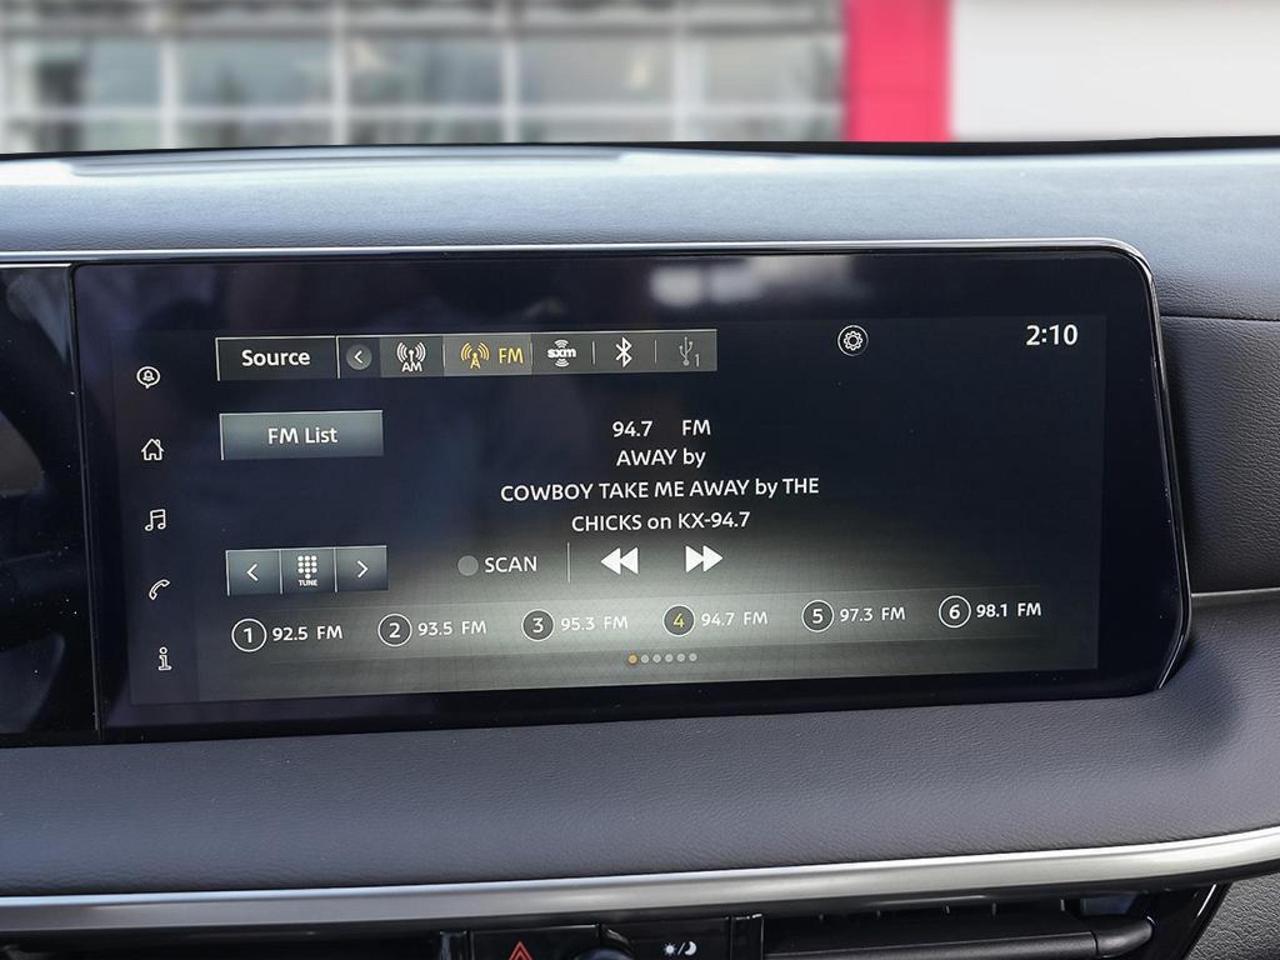 2:10
Source
AM
FM
sxm
1
FM List
94.7 FM
AWAY by
COWBOY TAKE ME AWAY by THE
CHICKS on KX-94.7
TUNE
SCAN
1 92.5 FM
2 93.5 FM
3 95.3 FM
4 94.7 FM
5 97.3 FM
6 98.1 FM